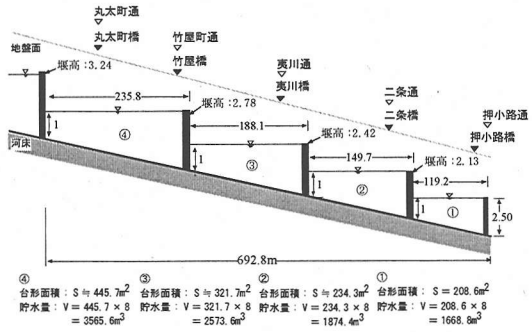 丸太町通
丸太町橋
竹屋町通
竹屋橋
夷川通
夷川橋
二条通
二条橋
押小路通
押小路橋
地盤面
堰高:3.24
235.8
堰高:2.78
188.1
堰高:2.42
149.7
堰高:2.13
119.2
1
④
1
③
1
②
1
①
2.50
河床
692.8m
④
台形面積: S≒445.7m²
貯水量: V=445.7×8
=3565.6m³
③
台形面積: S≒321.7m²
貯水量: V=321.7×8
=2573.6m³
②
台形面積: S≒234.3m²
貯水量: V=234.3×8
=1874.4m³
①
台形面積: S=208.6m²
貯水量: V=208.6×8
=1668.8m³